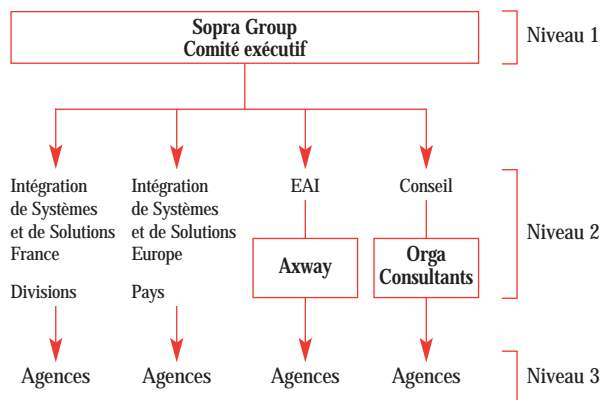 Sopra Group
Comité exécutif
Niveau 1
Intégration
de Systèmes
et de Solutions
France
Divisions
Intégration
de Systèmes
et de Solutions
Europe
Pays
EAI
Axway
Conseil
Orga
Consultants
Niveau 2
Agences
Agences
Agences
Agences
Niveau 3